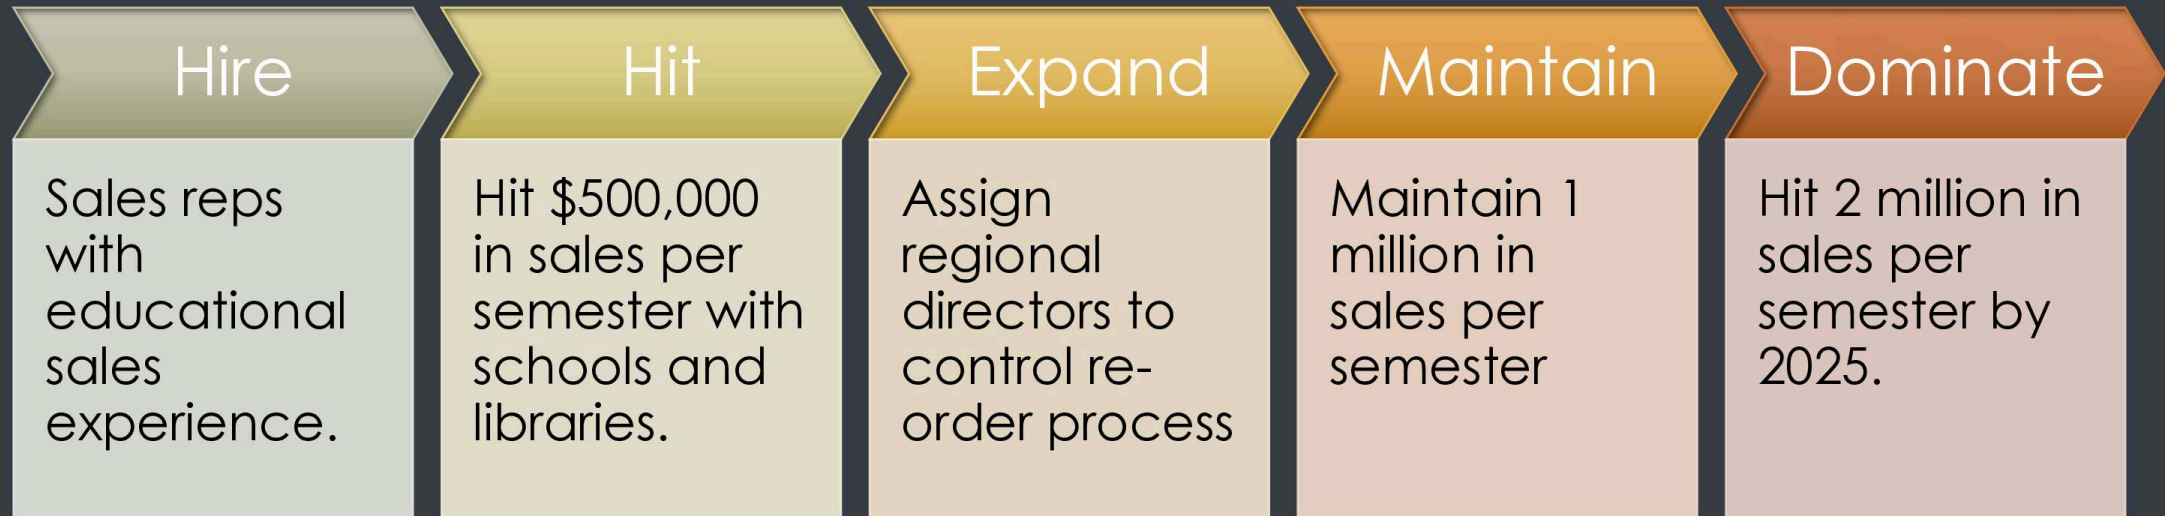 Hire
Sales reps
with
educational
sales
experience.
Hit
Hit $500,000
in sales per
semester with
schools and
libraries.
Expand
Assign
regional
directors to
control re-
order process
Maintain
Maintain 1
million in
sales per
semester
Dominate
Hit 2 million in
sales per
semester by
2025.